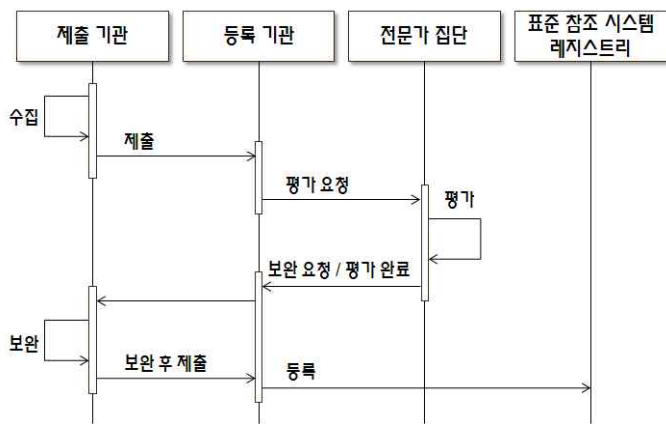 제출 기관
등록 기관
전문가 집단
표준 참조 시스템
레지스트리
수집
제출
평가 요청
평가
보완 요청 / 평가 완료
보완
보완 후 제출
등록